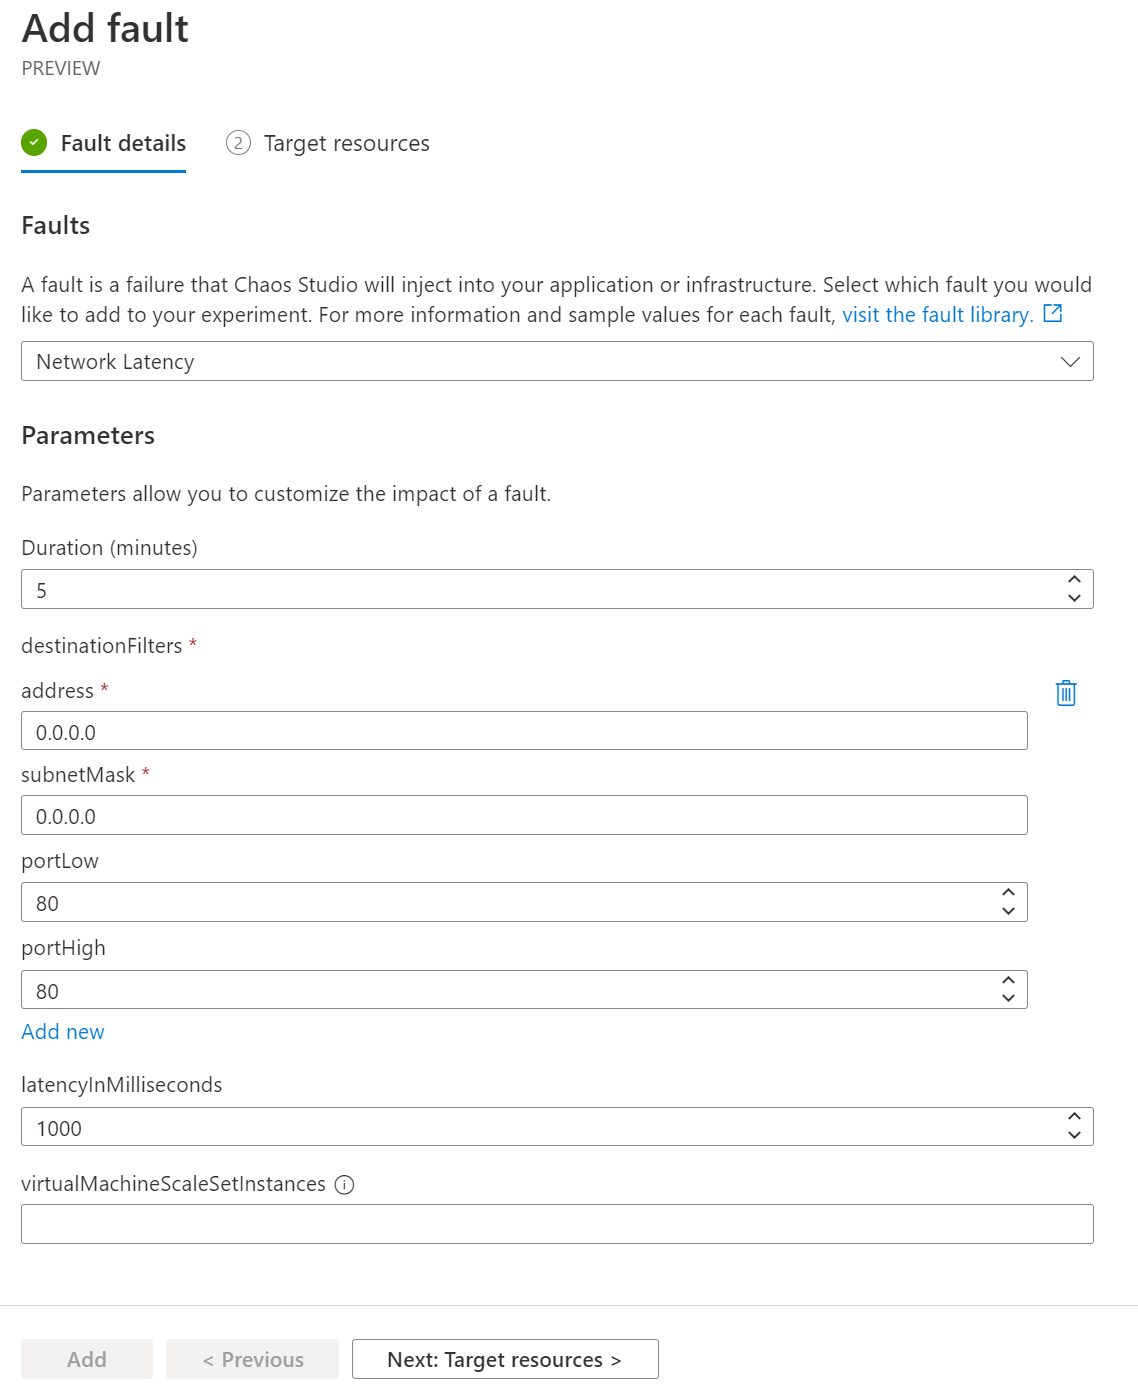 Add fault
PREVIEW
Fault details
2 Target resources
Faults
A fault is a failure that Chaos Studio will inject into your application or infrastructure. Select which fault you would
like to add to your experiment. For more information and sample values for each fault, visit the fault library.
Network Latency
Parameters
Parameters allow you to customize the impact of a fault.
Duration (minutes)
5
destinationFilters *
address *
0.0.0.0
subnetMask *
0.0.0.0
portLow
80
portHigh
80
Add new
latencyInMilliseconds
1000
virtualMachineScaleSetInstances
Add
< Previous
Next: Target resources >